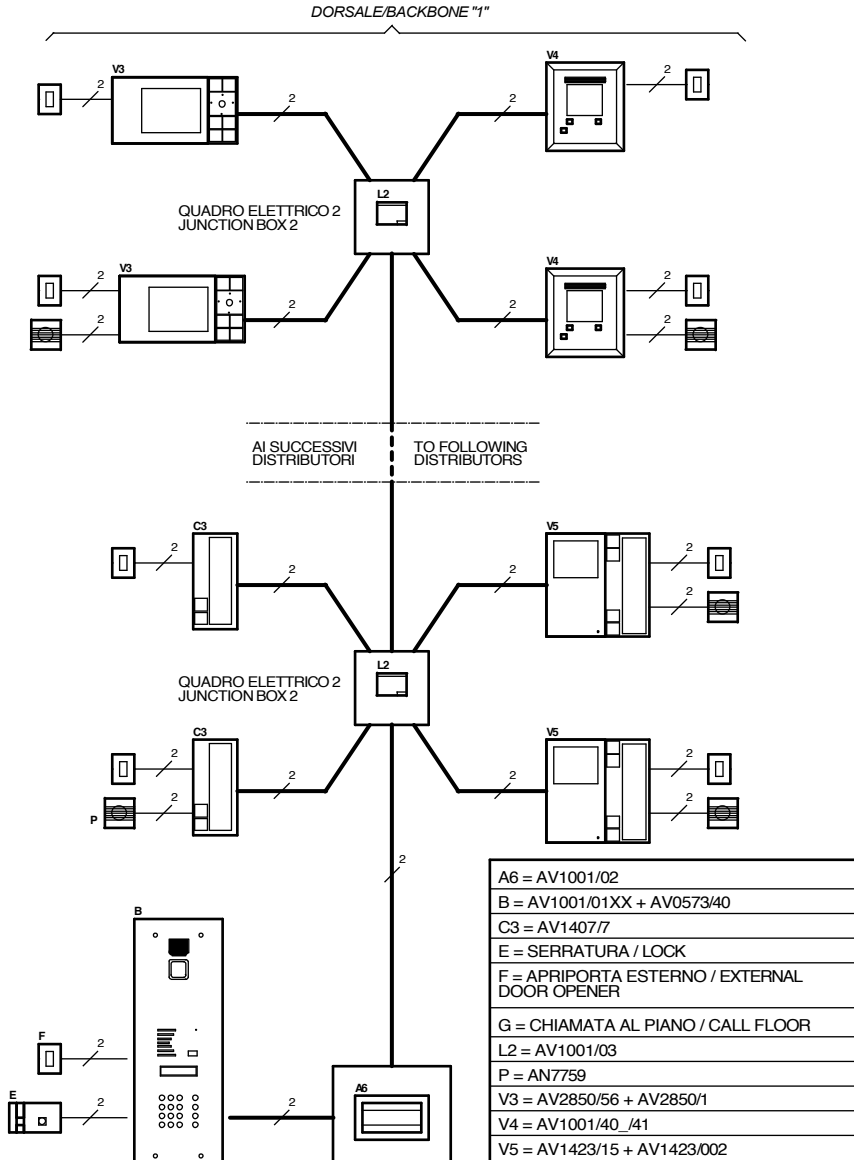 DORSALE/BACKBONE "1"
V3
V4
2
2
2
2
L2
QUADRO ELETTRICO 2
JUNCTION BOX 2
V3
V4
2
2
2
2
2
2
AI SUCCESSIVI
DISTRIBUTORI
TO FOLLOWING
DISTRIBUTORS
C3
V5
2
2
2
2
2
L2
QUADRO ELETTRICO 2
JUNCTION BOX 2
C3
V5
2
2
2
2
2
2
P
2
A6 = AV1001/02
B = AV1001/01XX + AV0573/40
C3 = AV1407/7
E = SERRATURA / LOCK
F = APRIPORTA ESTERNO / EXTERNAL
DOOR OPENER
G = CHIAMATA AL PIANO / CALL FLOOR
L2 = AV1001/03
P = AN7759
V3 = AV2850/56 + AV2850/1
V4 = AV1001/40_/41
V5 = AV1423/15 + AV1423/002
B
F
2
E
2
2
A6